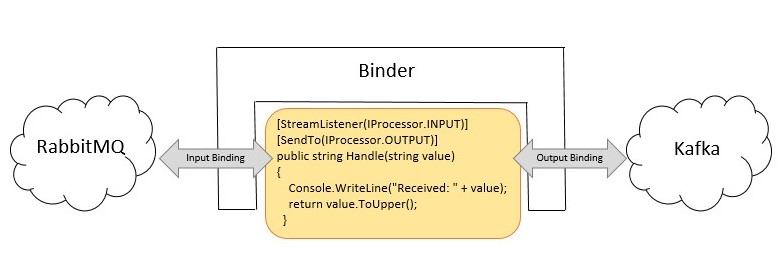 Binder
RabbitMQ
Input Binding
[StreamListener(IProcessor.INPUT)]
[SendTo(IProcessor.OUTPUT)]
public string Handle(string value)
{
Console.WriteLine("Received: " + value);
return value.ToUpper();
}
Output Binding
Kafka